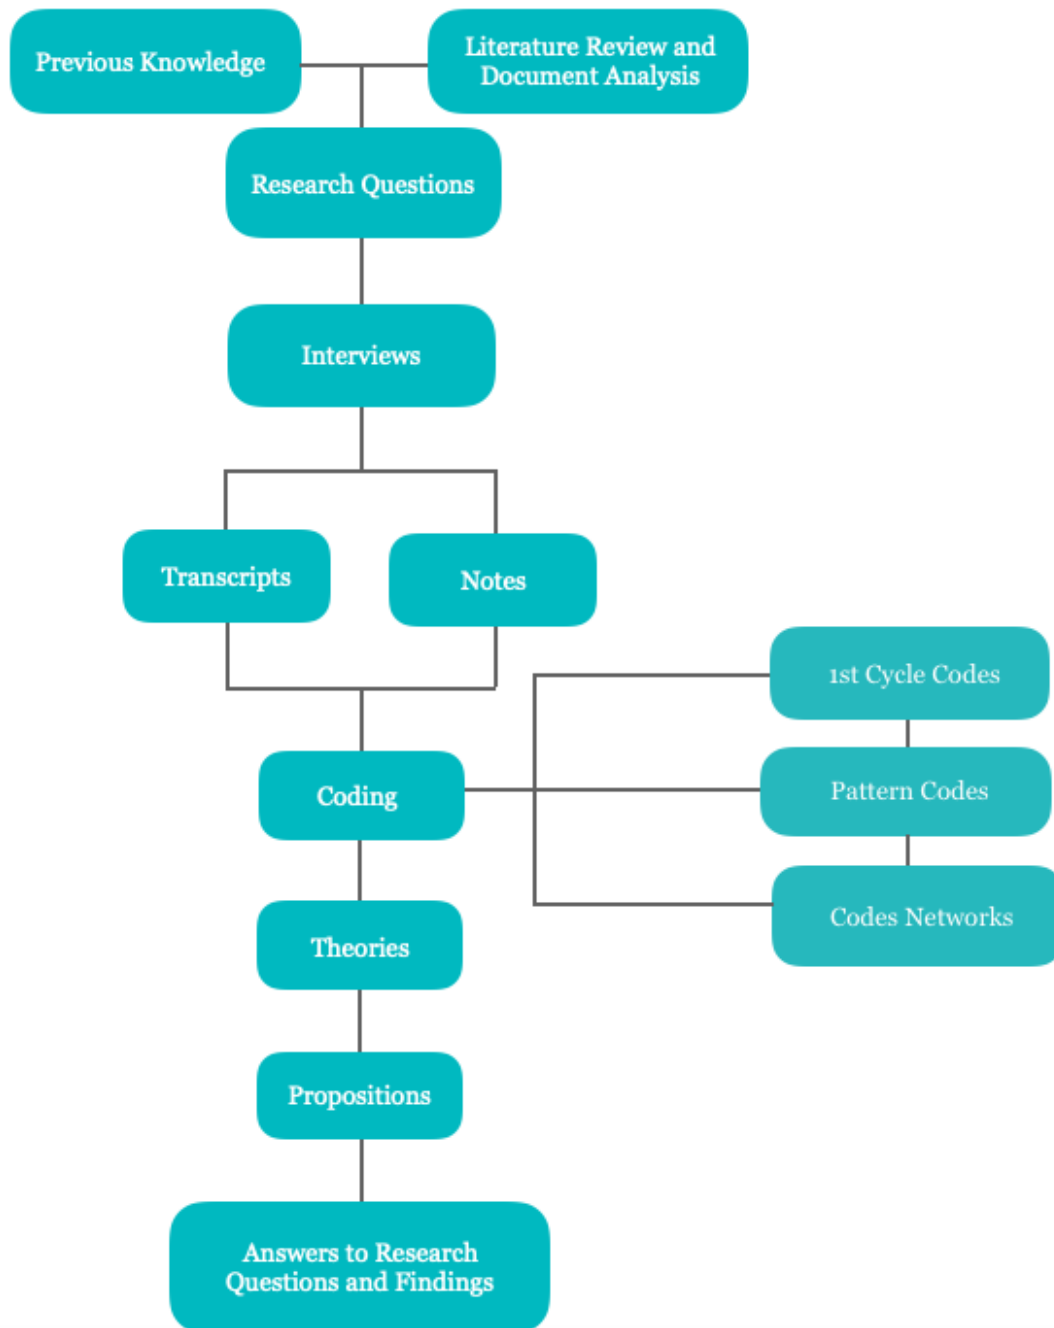 Previous Knowledge
Literature Review and
Document Analysis
Research Questions
Interviews
Transcripts
Notes
1st Cycle Codes
Coding
Pattern Codes
Codes Networks
Theories
Propositions
Answers to Research
Questions and Findings